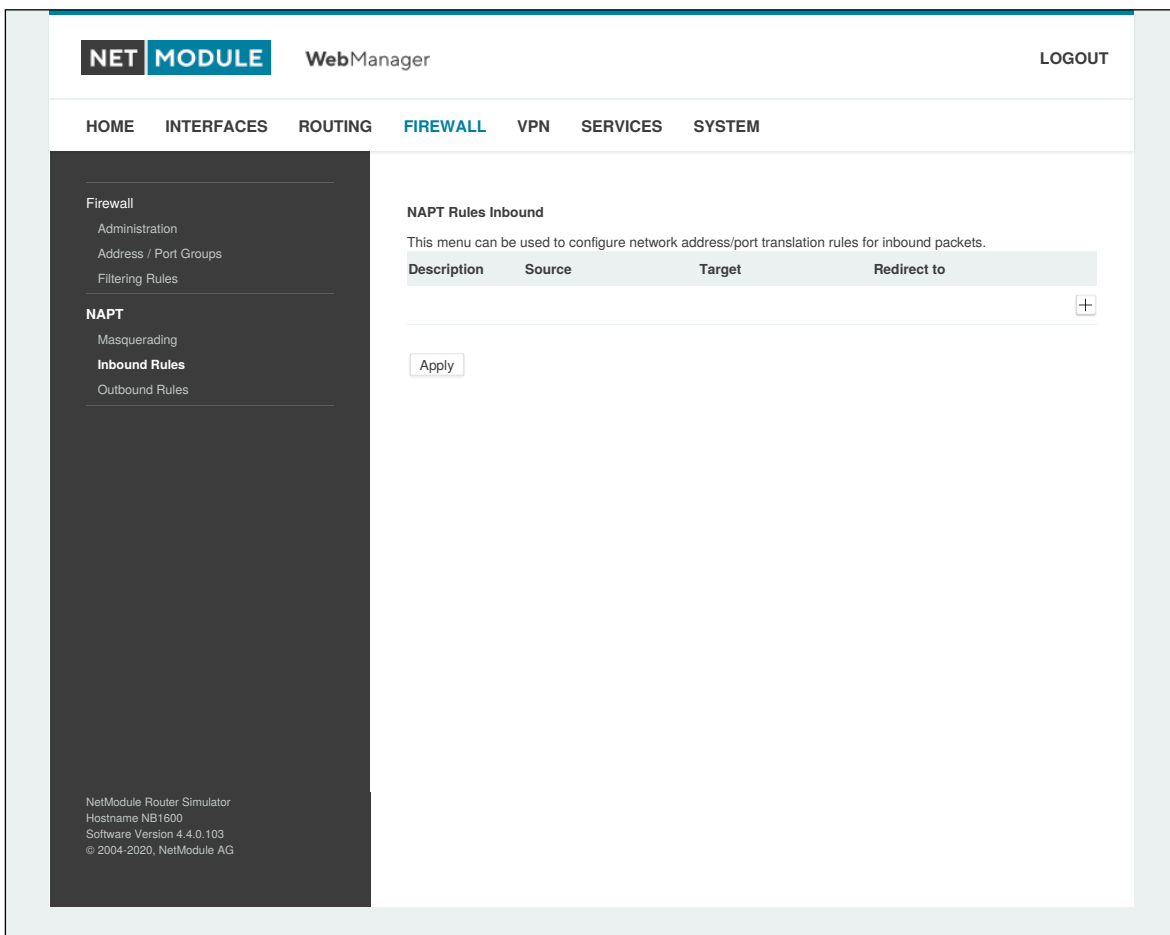 NET MODULE WebManager LOGOUT
HOME INTERFACES ROUTING FIREWALL VPN SERVICES SYSTEM
Firewall
Administration
Address / Port Groups
Filtering Rules
NAPT
Masquerading
Inbound Rules
Outbound Rules
NAPT Rules Inbound
This menu can be used to configure network address/port translation rules for inbound packets.
Description Source Target Redirect to
Apply
NetModule Router Simulator
Hostname NB1600
Software Version 4.4.0.103
© 2004-2020, NetModule AG